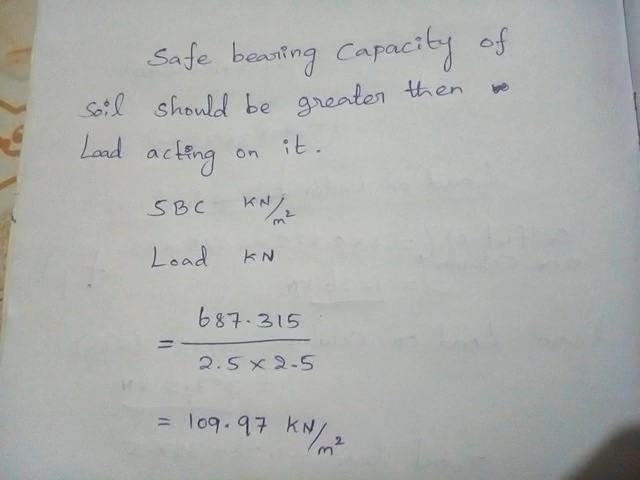 Safe bearing Capacity of
Soil should be greater then
Load acting on it.
SBC KN/m²
Load KN
= 687.315 / 2.5 × 2.5
= 109.97 KN/m²